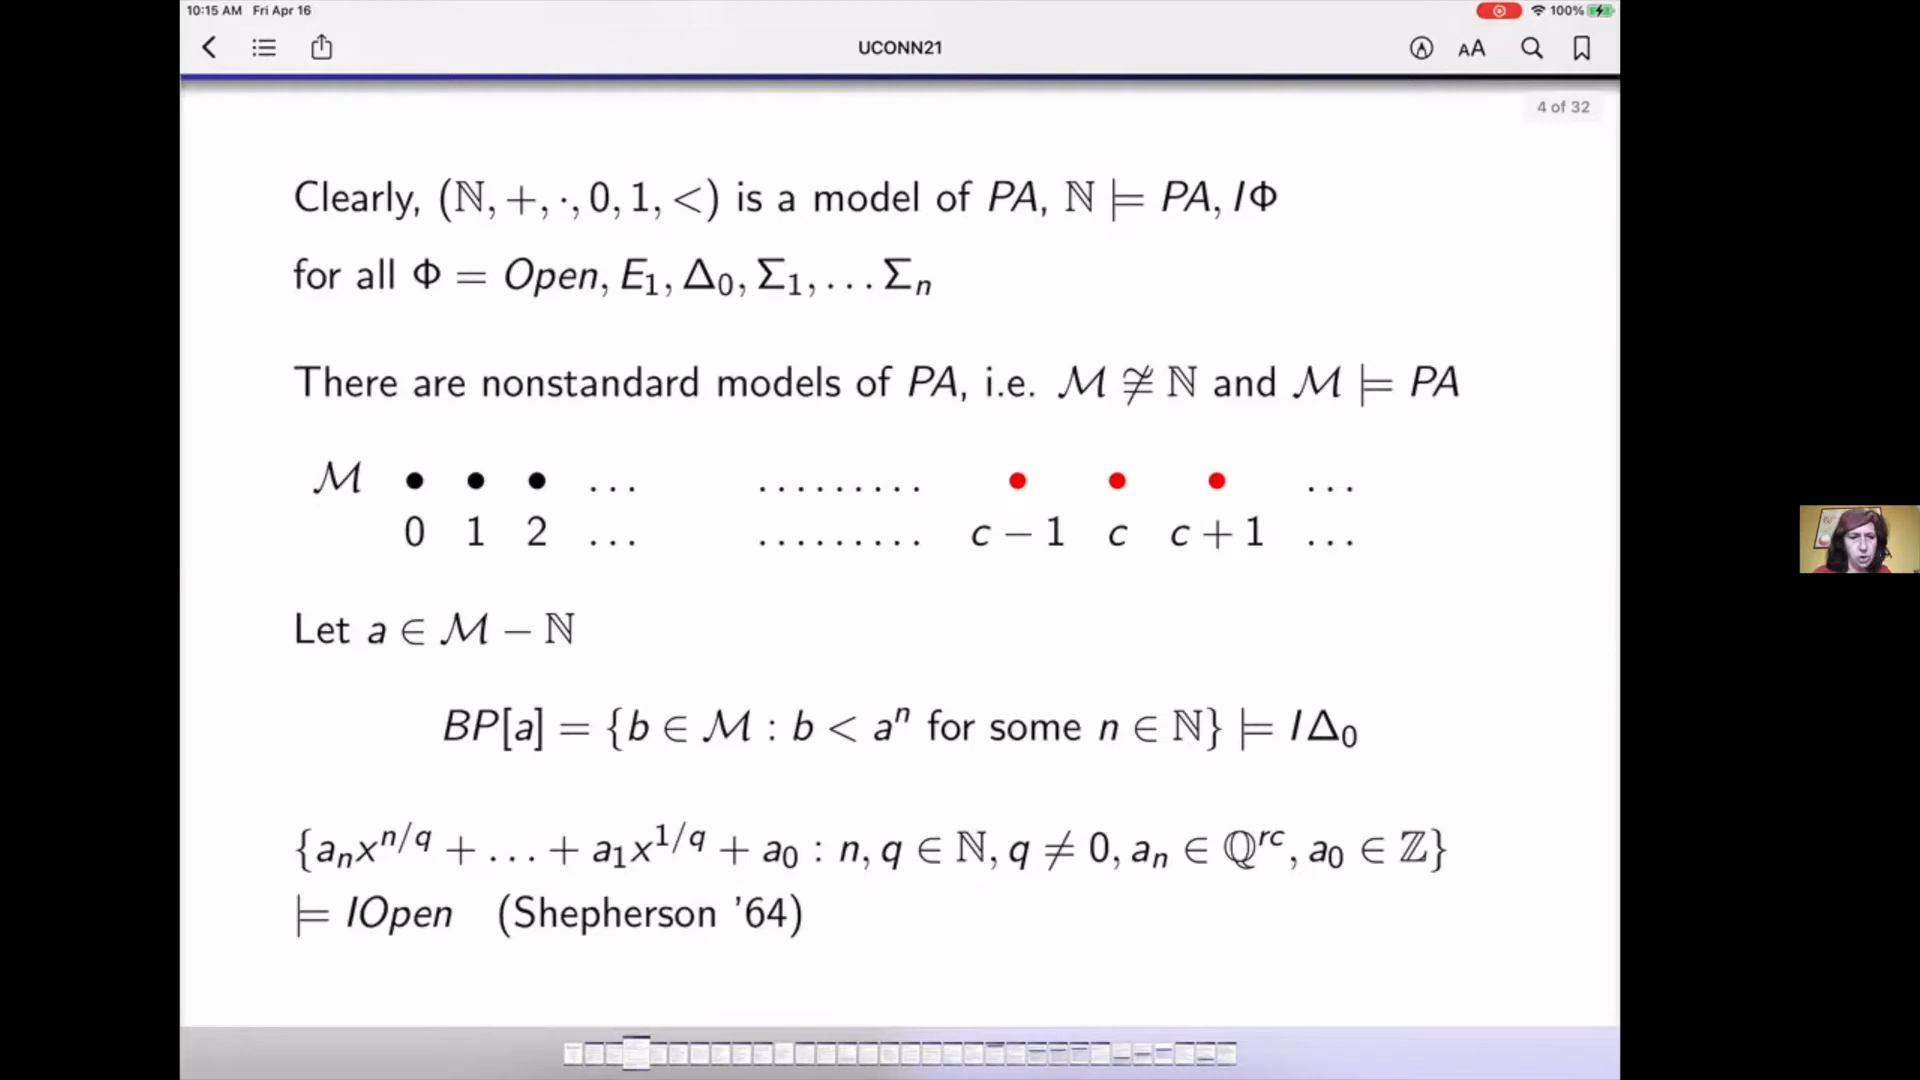 10:15 AM Fri Apr 16
100%
UCONN21
AA
4 of 32
Clearly, (ℕ, +, ·, 0, 1, <) is a model of PA, ℕ ⊨ PA, IΦ
for all Φ = Open, E₁, Δ₀, Σ₁, … Σₙ
There are nonstandard models of PA, i.e. ℳ ≇ ℕ and ℳ ⊨ PA
ℳ • • • … ......... • • • …
0 1 2 … ......... c − 1 c c + 1 …
Let a ∈ ℳ − ℕ
BP[a] = {b ∈ ℳ : b < aⁿ for some n ∈ ℕ} ⊨ IΔ₀
{aₙx^{n/q} + … + a₁x^{1/q} + a₀ : n, q ∈ ℕ, q ≠ 0, aₙ ∈ ℚ^{rc}, a₀ ∈ ℤ}
⊨ IOpen (Shepherson ’64)